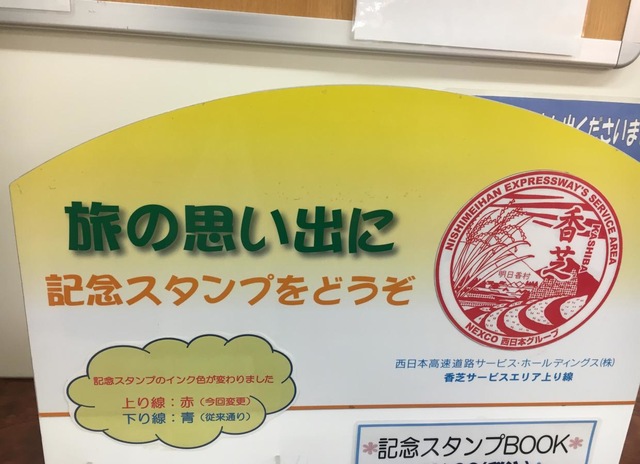 旅の思い出に
記念スタンプをどうぞ
NISHIMEIHAN EXPRESSWAY'S SERVICE AREA
香芝
KASHIBA
明日香村
NEXCO 西日本グループ
西日本高速道路サービス・ホールディングス(株)
香芝サービスエリア上り線
記念スタンプのインク色が変わりました
上り線：赤（今回変更）
下り線：青（従来通り）
*記念スタンプBOOK*
くださいま